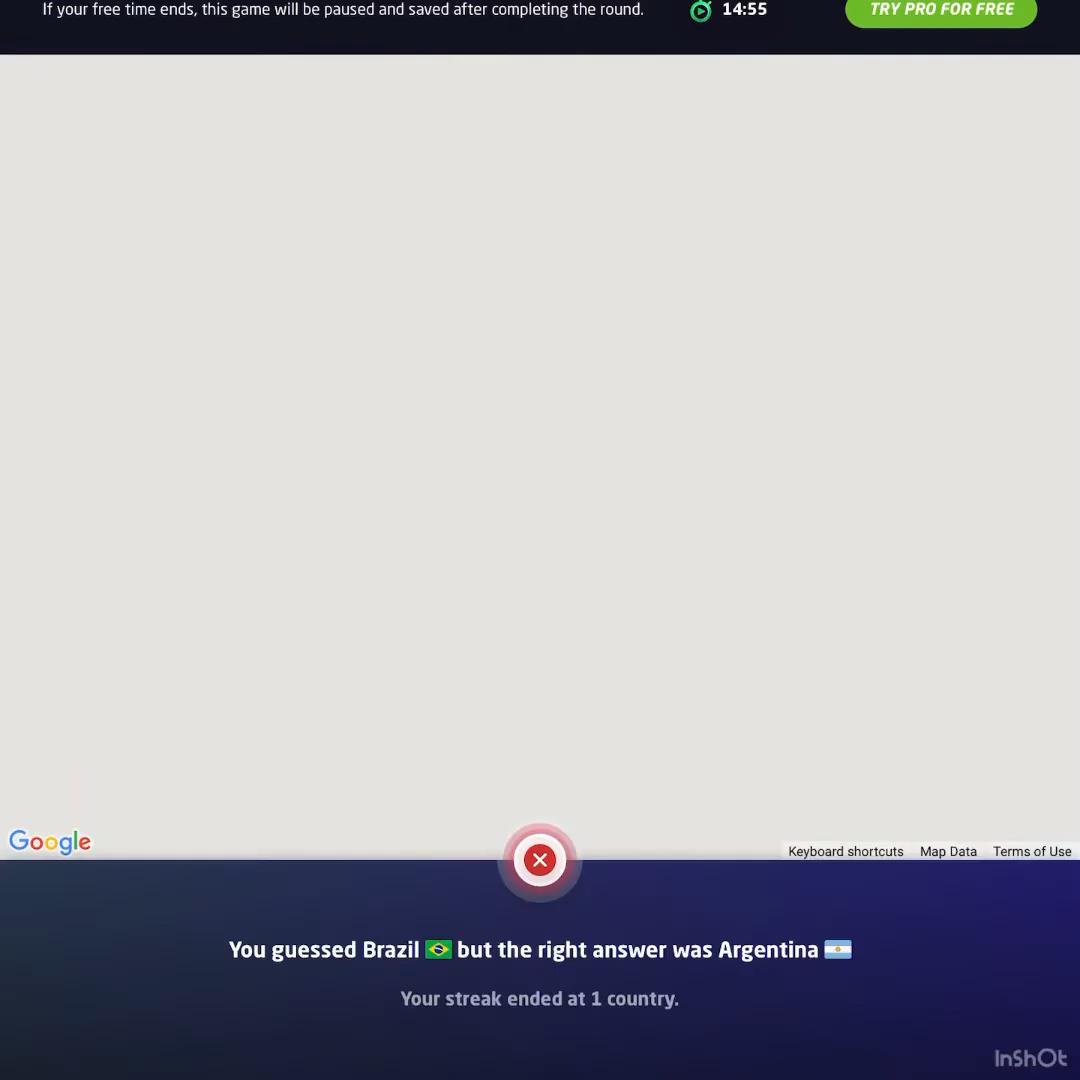 If your free time ends, this game will be paused and saved after completing the round. 14:55 TRY PRO FOR FREE
Google
Keyboard shortcuts Map Data Terms of Use
You guessed Brazil 🇧🇷 but the right answer was Argentina 🇦🇷
Your streak ended at 1 country.
InShOt